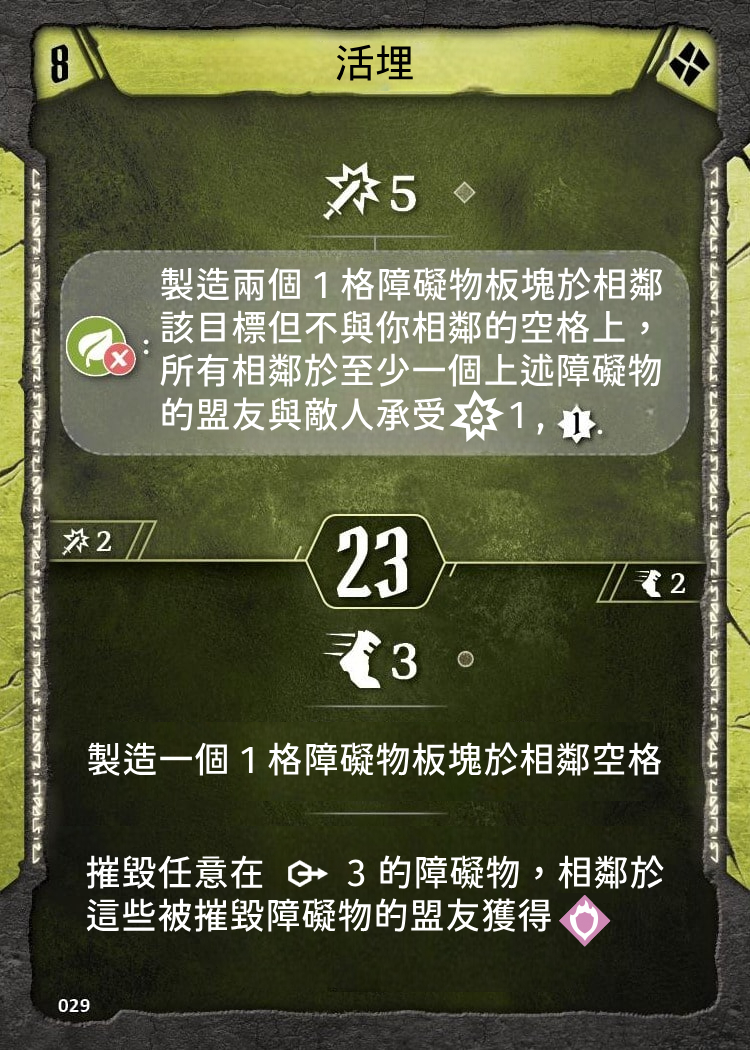 8
活埋
5
製造兩個 1 格障礙物板塊於相鄰
該目標但不與你相鄰的空格上，
:
所有相鄰於至少一個上述障礙物
的盟友與敵人承受 1 , 1 .
2
23
2
3
製造一個 1 格障礙物板塊於相鄰空格
摧毀任意在 3 的障礙物，相鄰於
這些被摧毀障礙物的盟友獲得
029